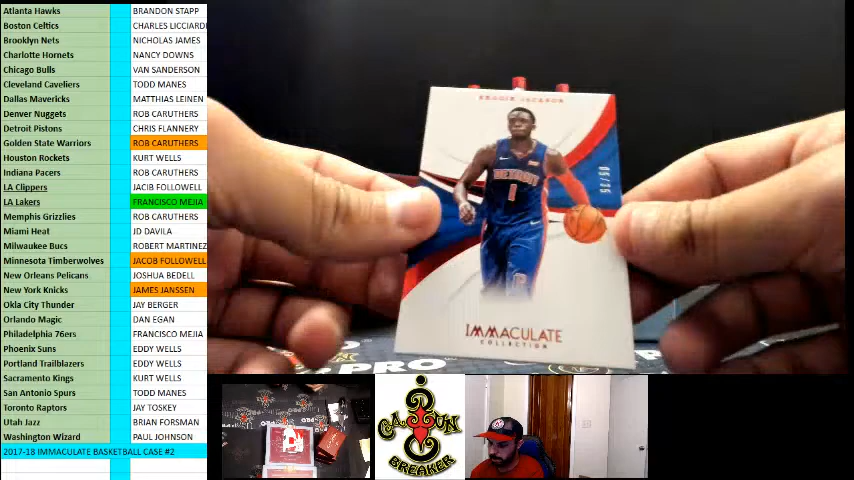 Atlanta Hawks BRANDON STAPP
Boston Celtics CHARLES LICCIARDI
Brooklyn Nets NICHOLAS JAMES
Charlotte Hornets NANCY DOWNS
Chicago Bulls VAN SANDERSON
Cleveland Caveliers TODD MANES
Dallas Mavericks MATTHIAS LEINEN
Denver Nuggets ROB CARUTHERS
Detroit Pistons CHRIS FLANNERY
Golden State Warriors ROB CARUTHERS
Houston Rockets KURT WELLS
Indiana Pacers ROB CARUTHERS
LA Clippers JACIB FOLLOWELL
LA Lakers FRANCISCO MEJIA
Memphis Grizzlies ROB CARUTHERS
Miami Heat JD DAVILA
Milwaukee Bucs ROBERT MARTINEZ
Minnesota Timberwolves JACOB FOLLOWELL
New Orleans Pelicans JOSHUA BEDELL
New York Knicks JAMES JANSSEN
Okla City Thunder JAY BERGER
Orlando Magic DAN EGAN
Philadelphia 76ers FRANCISCO MEJIA
Phoenix Suns EDDY WELLS
Portland Trailblazers EDDY WELLS
Sacramento Kings KURT WELLS
San Antonio Spurs TODD MANES
Toronto Raptors JAY TOSKEY
Utah Jazz BRIAN FORSMAN
Washington Wizard PAUL JOHNSON
2017-18 IMMACULATE BASKETBALL CASE #2
REGGIE JACKSON
DETROIT
1
IMMACULATE
COLLECTION
PRO
CAJUN
BREAKER